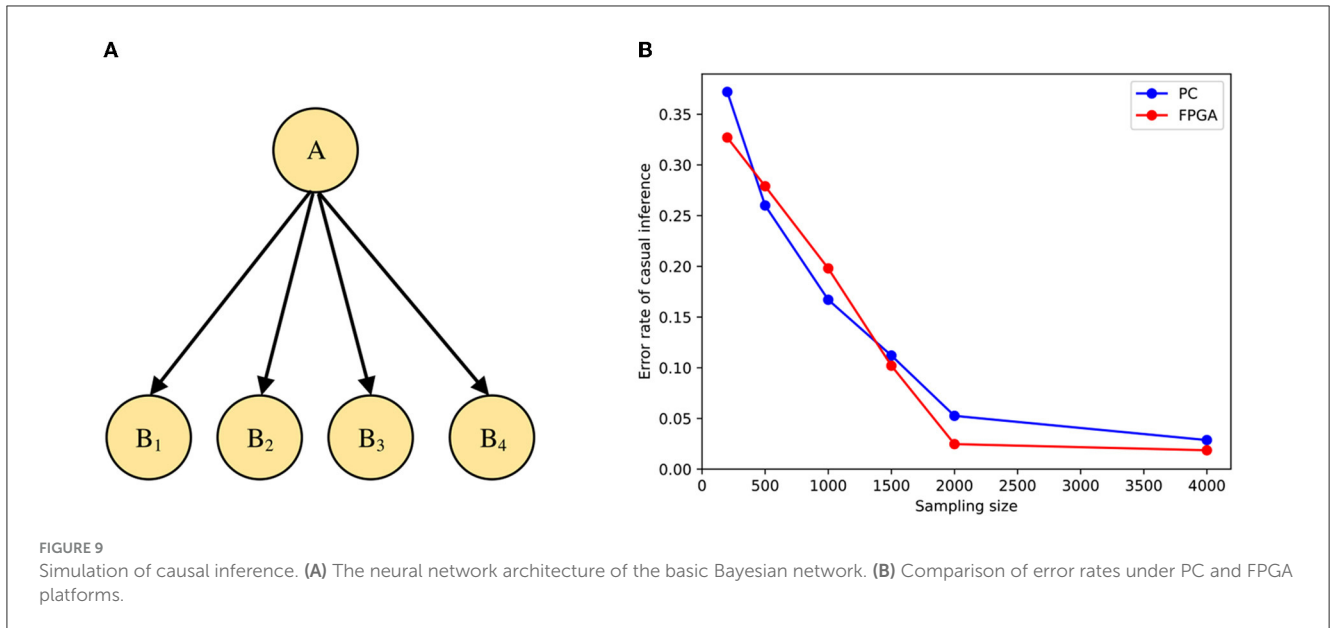 A
A
B₁
B₂
B₃
B₄
B
PC
FPGA
Error rate of casual inference
0.35
0.30
0.25
0.20
0.15
0.10
0.05
0.00
0 500 1000 1500 2000 2500 3000 3500 4000
Sampling size
FIGURE 9
Simulation of causal inference. (A) The neural network architecture of the basic Bayesian network. (B) Comparison of error rates under PC and FPGA
platforms.